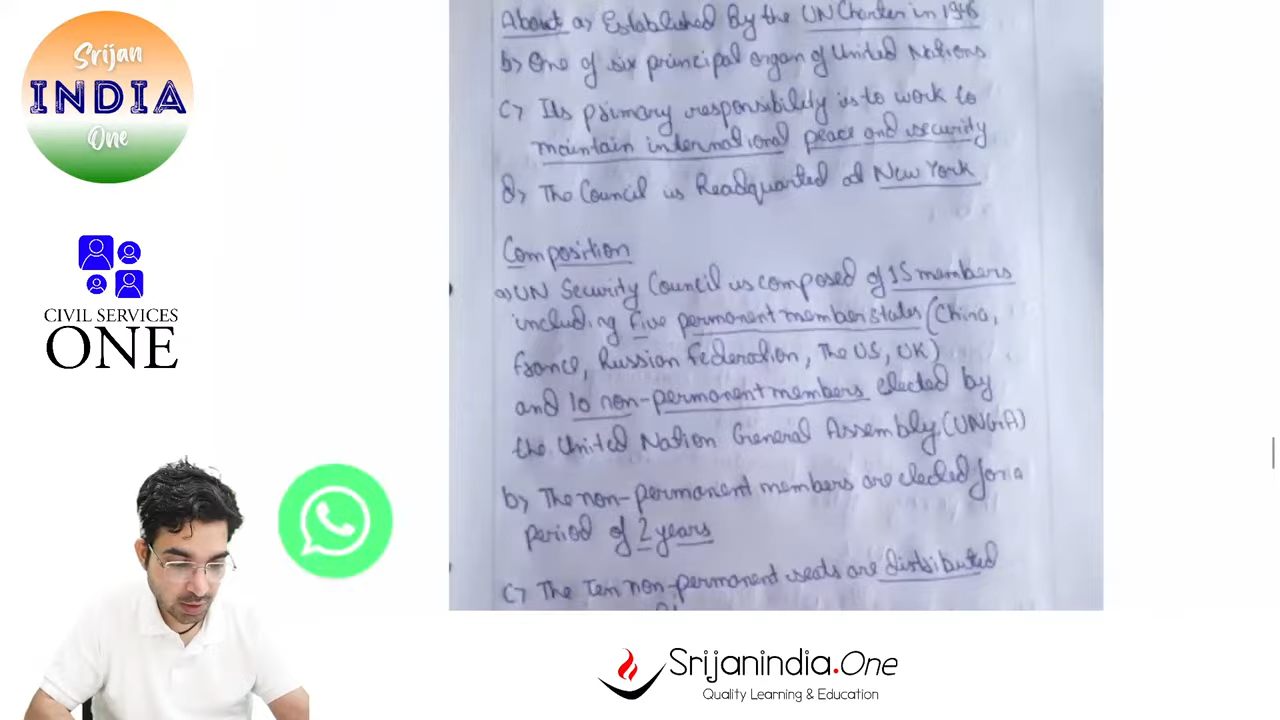 Srijan
INDIA
One
CIVIL SERVICES
ONE
About a) Established By the UN Charter in 1946
b) One of six principal organ of United Nations
c) Its primary responsibility is to work to
maintain international peace and security
d) The Council is Headquarted at New York
Composition
a) UN Security Council is composed of 15 members
including five permanent member states (China,
france, Russian federation, The US, UK)
and 10 non-permanent members elected by
the United Nation General Assembly (UNGA)
b) The non-permanent members are elected for a
period of 2 years
c) The Ten non-permanent seats are distributed
Srijanindia.One
Quality Learning & Education